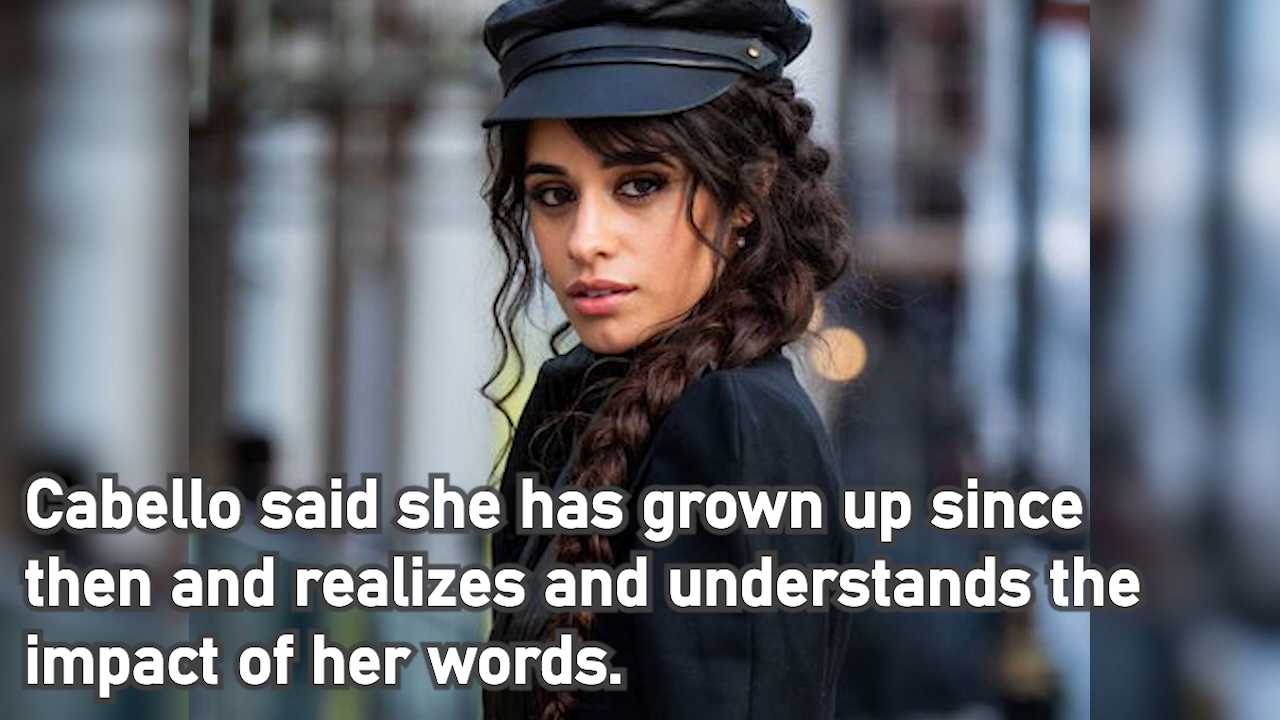 Cabello said she has grown up since
then and realizes and understands the
impact of her words.